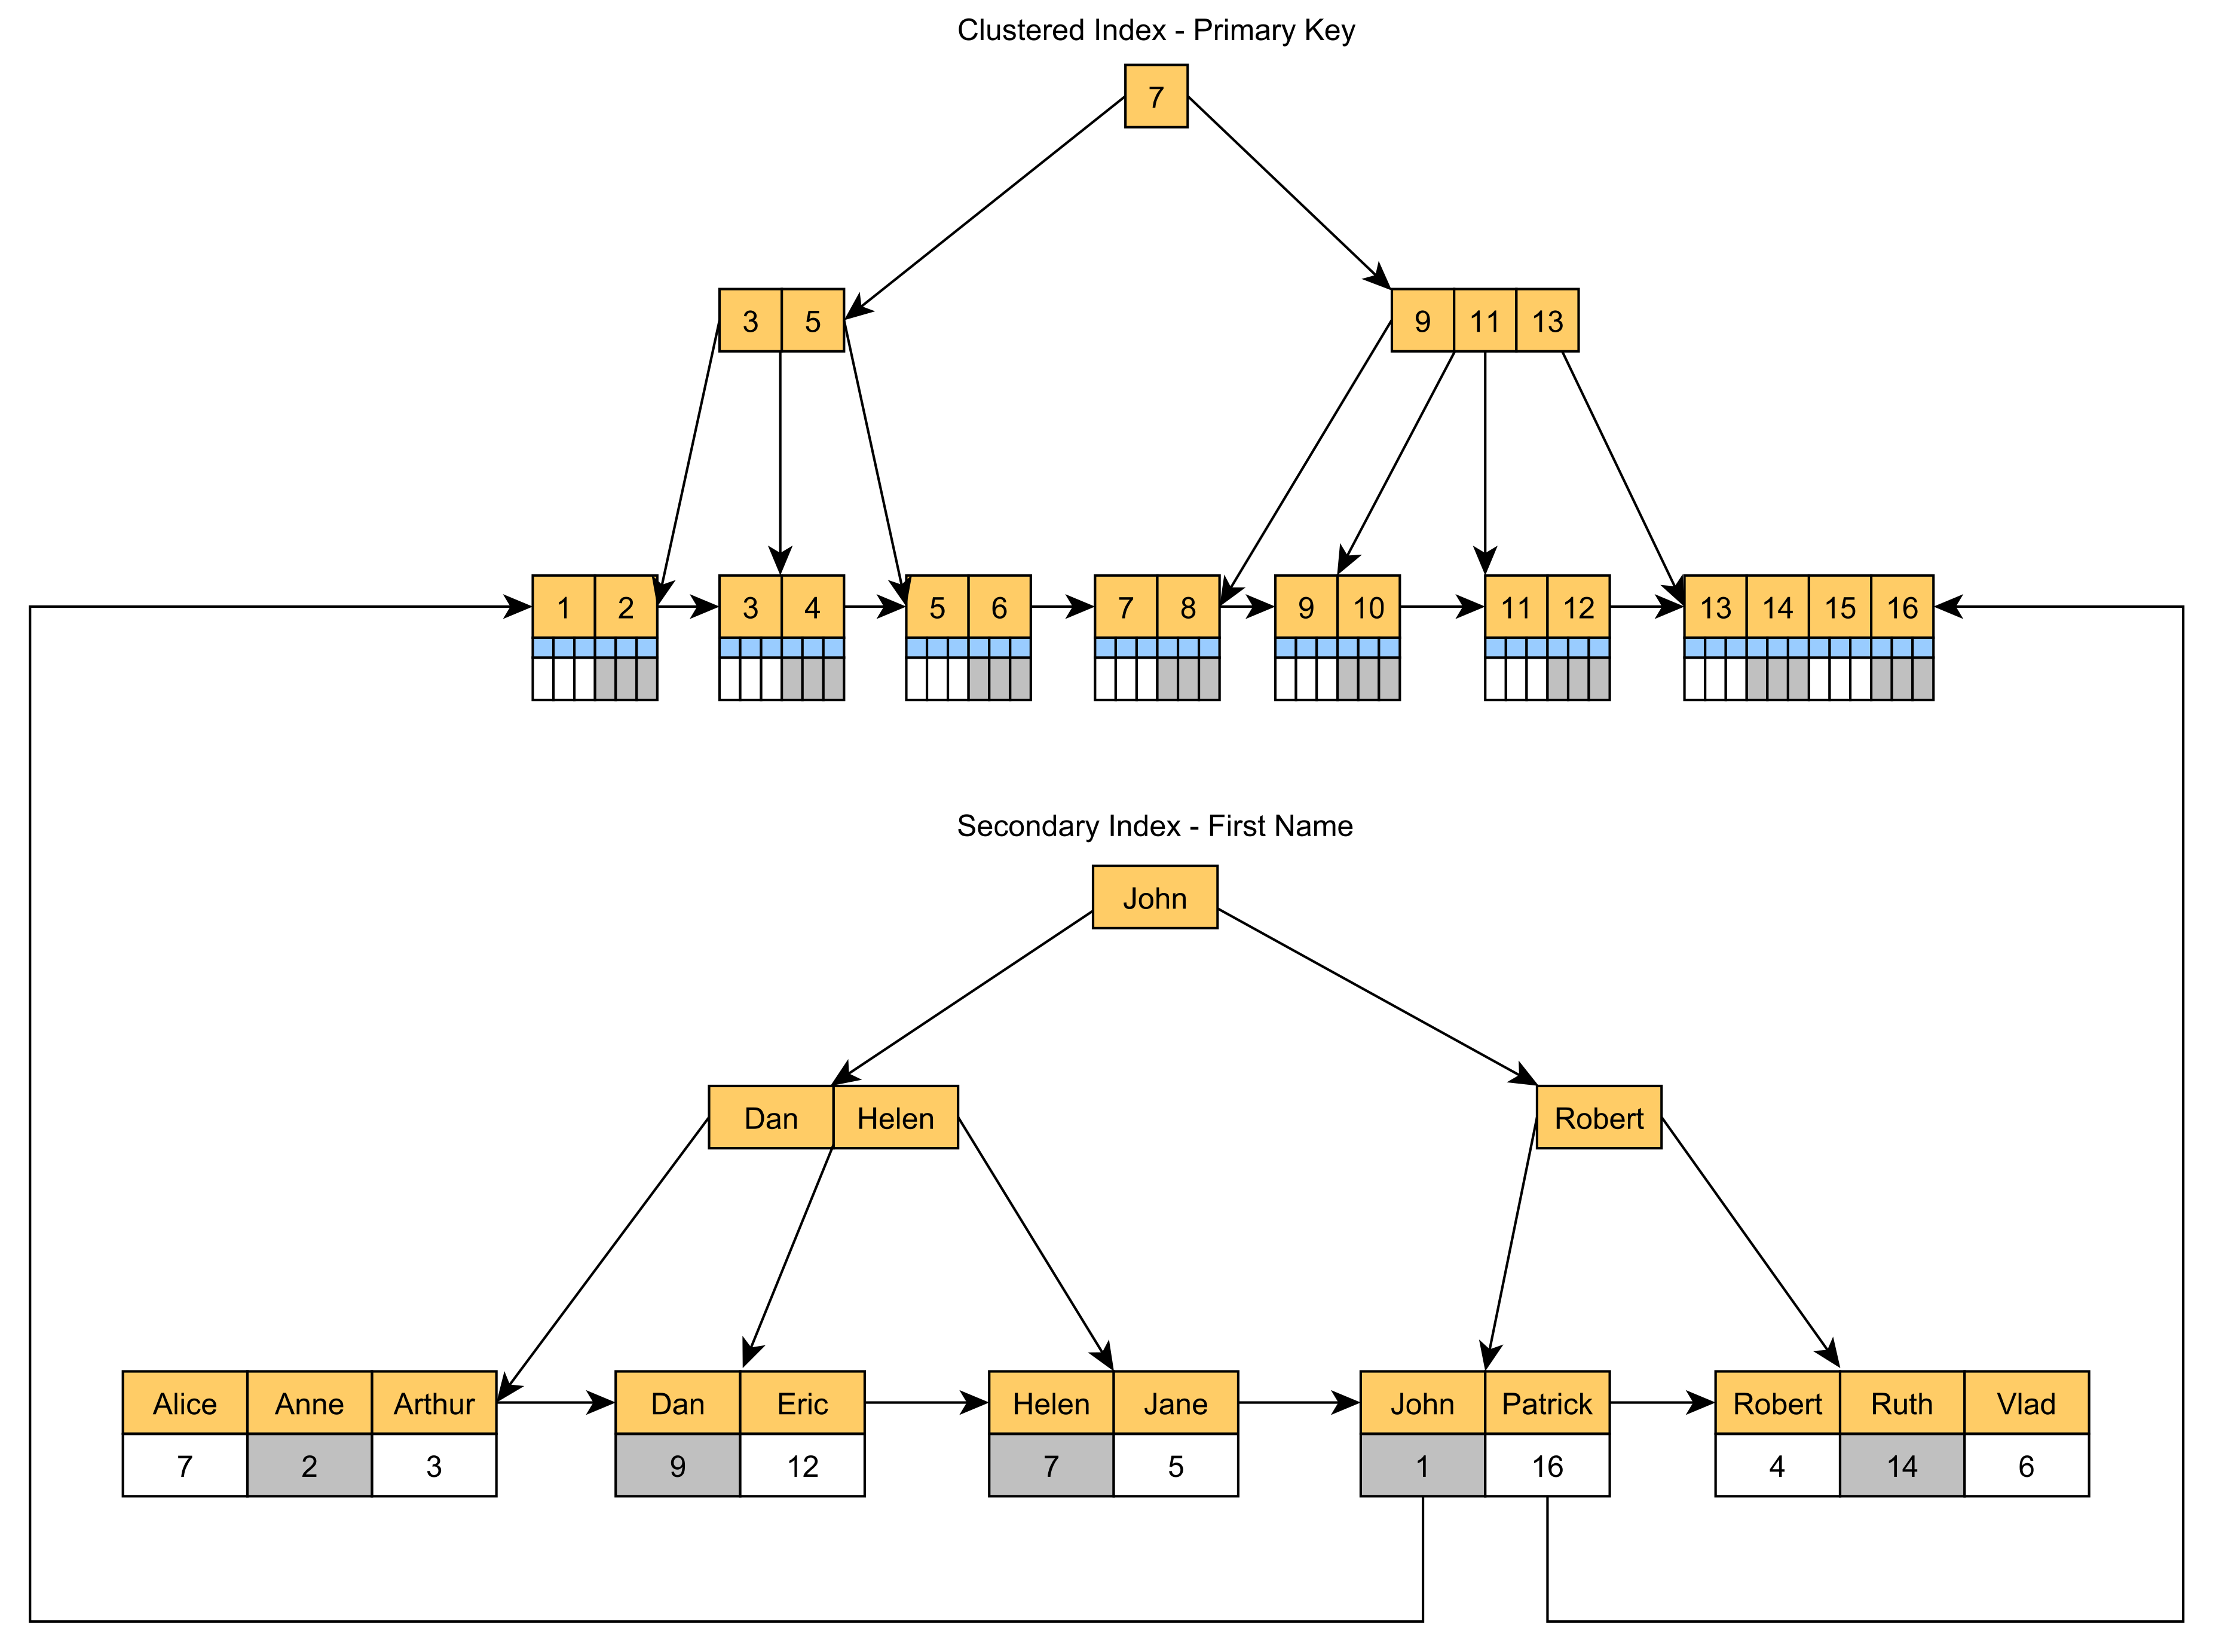 Clustered Index - Primary Key
7
3 5 9 11 13
1 2 3 4 5 6 7 8 9 10 11 12 13 14 15 16
Secondary Index - First Name
John
Dan Helen Robert
Alice Anne Arthur Dan Eric Helen Jane John Patrick Robert Ruth Vlad
7 2 3 9 12 7 5 1 16 4 14 6